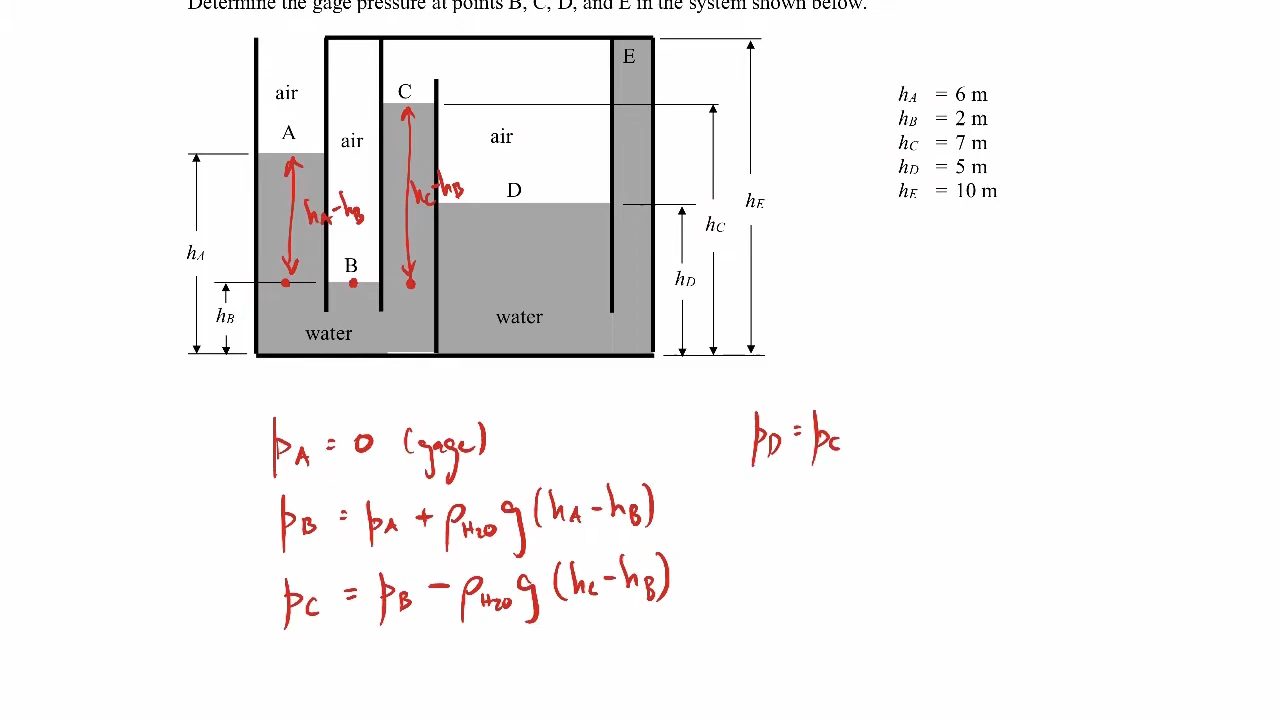 Determine the gage pressure at points B, C, D, and E in the system shown below.
E
air
C
hA = 6 m
hB = 2 m
hC = 7 m
hD = 5 m
hE = 10 m
A
air
air
hC-hB
D
hA-hB
hE
hC
hA
B
hD
hB
water
water
pA = 0 (gage)
pD = pC
pB = pA + ρH20 g (hA - hB)
pC = pB - ρH20 g (hC - hB)